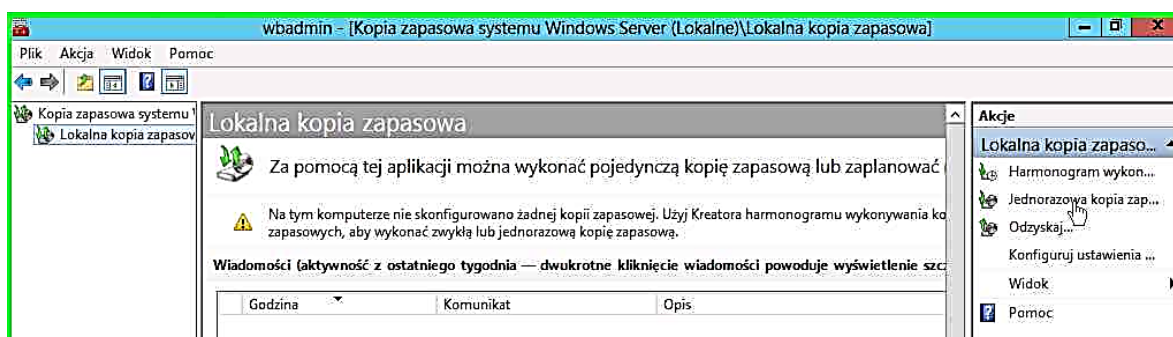 wbadmin - [Kopia zapasowa systemu Windows Server (Lokalne)\Lokalna kopia zapasowa]
Plik Akcja Widok Pomoc
Kopia zapasowa systemu
Lokalna kopia zapasov
Lokalna kopia zapasowa
Za pomocą tej aplikacji można wykonać pojedynczą kopię zapasową lub zaplanować
Na tym komputerze nie skonfigurowano żadnej kopii zapasowej. Użyj Kreatora harmonogramu wykonywania ko
zapasowych, aby wykonać zwykłą lub jednorazową kopię zapasową.
Wiadomości (aktywność z ostatniego tygodnia — dwukrotne kliknięcie wiadomości powoduje wyświetlenie szc
Godzina Komunikat Opis
Akcje
Lokalna kopia zapaso...
Harmonogram wykon...
Jednorazowa kopia zap...
Odzyskaj...
Konfiguruj ustawienia ...
Widok
Pomoc